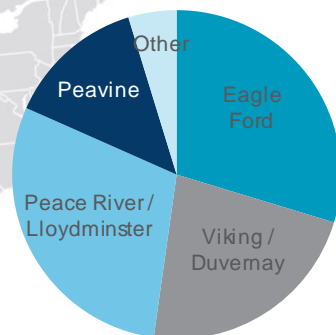 Other
Eagle
Ford
Peavine
Peace River /
Lloydminster
Viking /
Duvernay